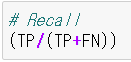 # Recall
(TP/(TP+FN))